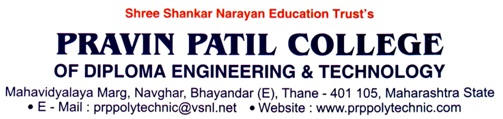 Shree Shankar Narayan Education Trust's
PRAVIN PATIL COLLEGE
OF DIPLOMA ENGINEERING & TECHNOLOGY
Mahavidyalaya Marg, Navghar, Bhayandar (E), Thane - 401 105, Maharashtra State
• E - Mail : prppolytechnic@vsnl.net • Website : www.prppolytechnic.com